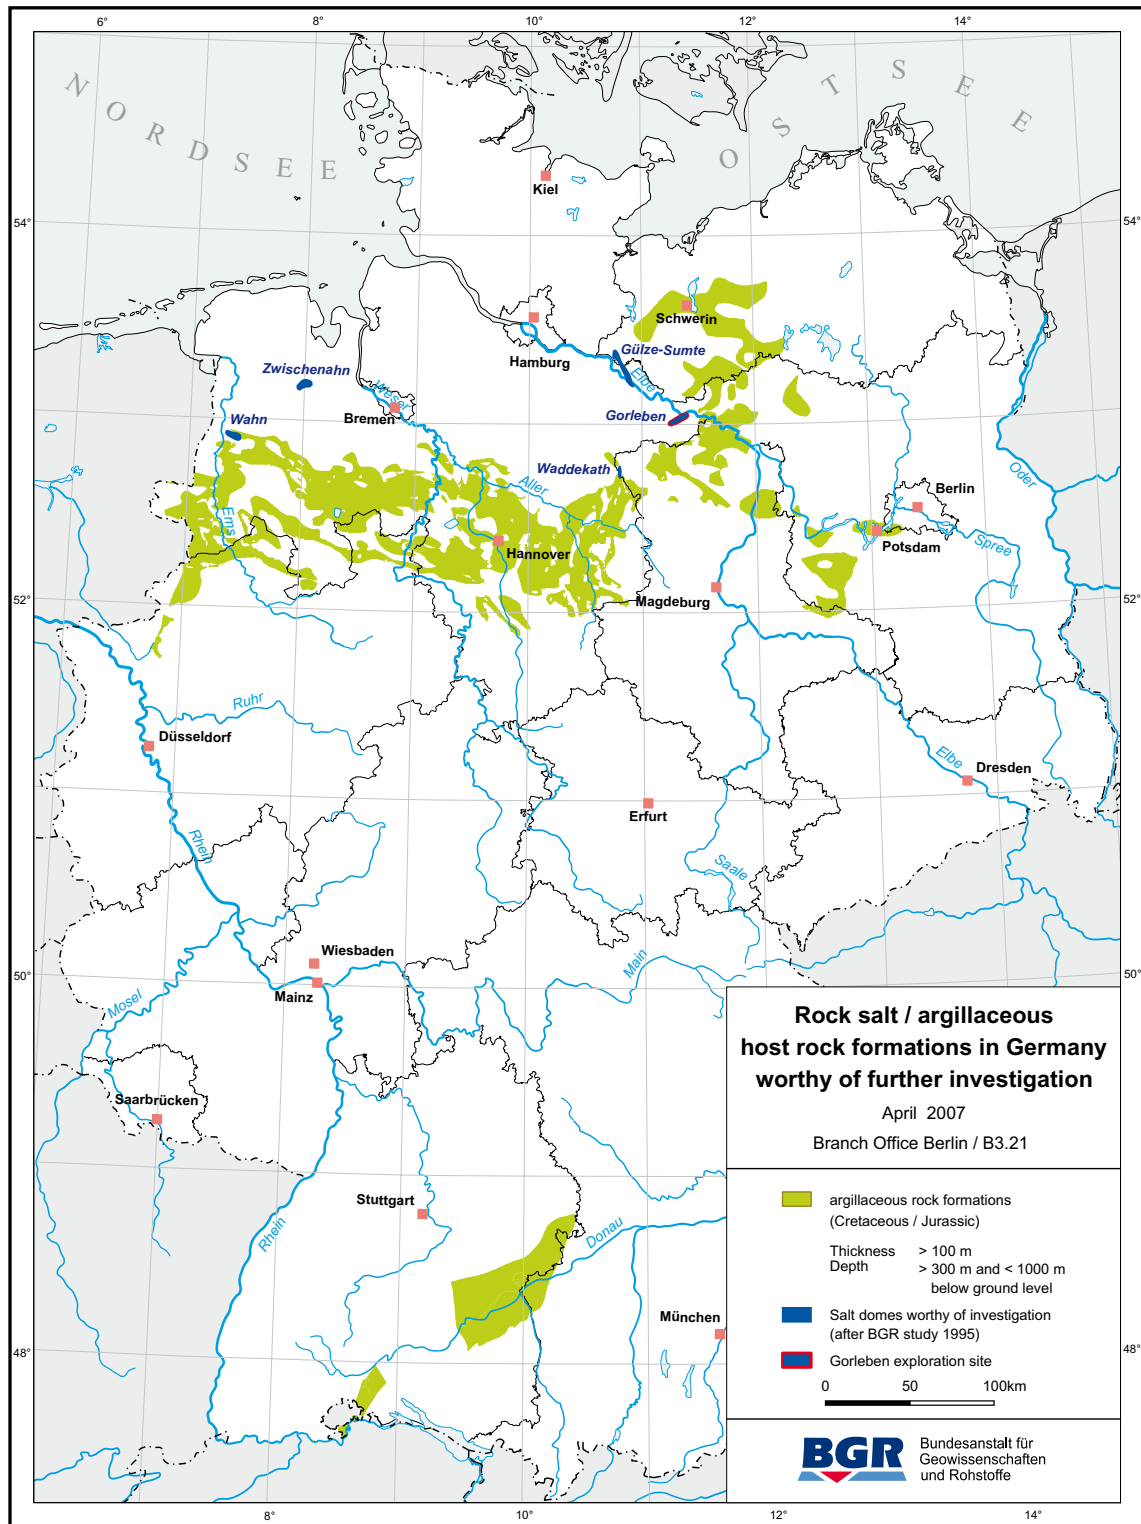 6°
8°
10°
12°
14°
NORDSEE
OSTSEE
Kiel
54°
54°
Schwerin
Hamburg
Gülze-Sumte
Elbe
Zwischenahn
Weser
Bremen
Gorleben
Wahn
Waddekath
Aller
Oder
Berlin
Ems
Hannover
Potsdam
Spree
Magdeburg
52°
52°
Ruhr
Düsseldorf
Elbe
Dresden
Erfurt
Rhein
Saale
Wiesbaden
Main
50°
50°
Mainz
Mosel
Saarbrücken
Stuttgart
Rhein
Donau
München
48°
48°
Rock salt / argillaceous
host rock formations in Germany
worthy of further investigation
April 2007
Branch Office Berlin / B3.21
argillaceous rock formations
(Cretaceous / Jurassic)
Thickness > 100 m
Depth > 300 m and < 1000 m
below ground level
Salt domes worthy of investigation
(after BGR study 1995)
Gorleben exploration site
0 50 100km
BGR
Bundesanstalt für
Geowissenschaften
und Rohstoffe
8°
10°
12°
14°